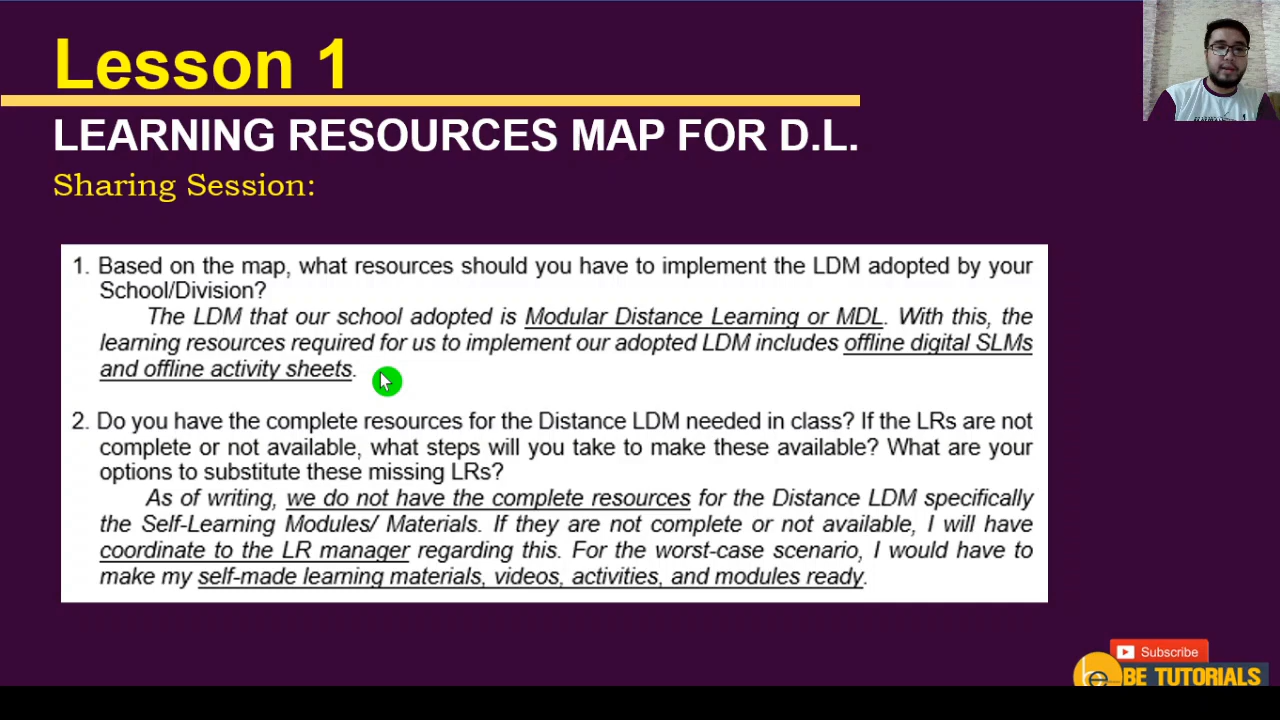 Lesson 1
LEARNING RESOURCES MAP FOR D.L.
Sharing Session:
1. Based on the map, what resources should you have to implement the LDM adopted by your
School/Division?
The LDM that our school adopted is Modular Distance Learning or MDL. With this, the
learning resources required for us to implement our adopted LDM includes offline digital SLMs
and offline activity sheets.
2. Do you have the complete resources for the Distance LDM needed in class? If the LRs are not
complete or not available, what steps will you take to make these available? What are your
options to substitute these missing LRs?
As of writing, we do not have the complete resources for the Distance LDM specifically
the Self-Learning Modules/ Materials. If they are not complete or not available, I will have
coordinate to the LR manager regarding this. For the worst-case scenario, I would have to
make my self-made learning materials, videos, activities, and modules ready.
Subscribe
BE TUTORIALS